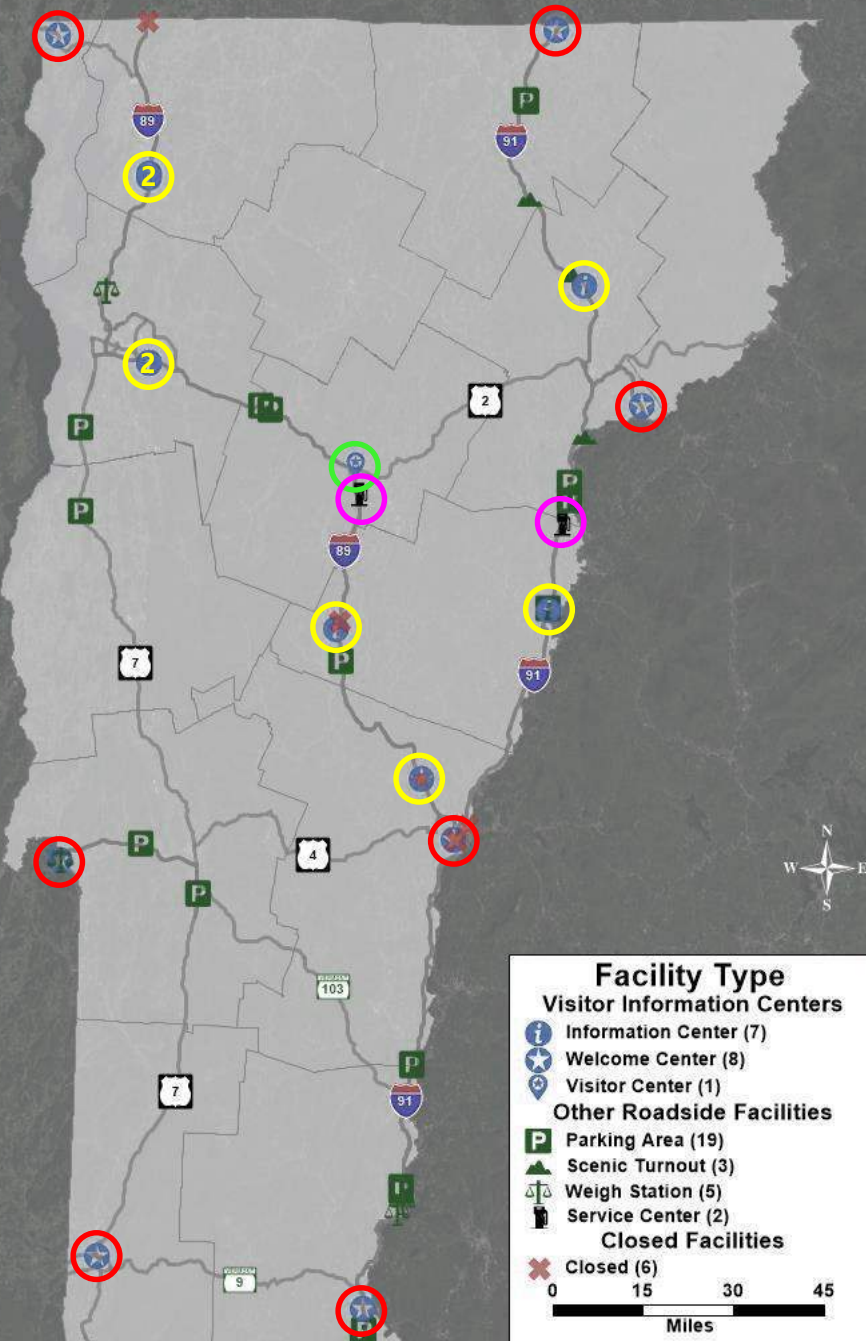 89
91
2
2
P
P
2
P
P
P
89
i
P
7
91
P
4
P
N
W E
S
VERMONT
103
P
7
91
P
VERMONT
9
P
Facility Type
Visitor Information Centers
i Information Center (7)
Welcome Center (8)
Visitor Center (1)
Other Roadside Facilities
P Parking Area (19)
Scenic Turnout (3)
Weigh Station (5)
Service Center (2)
Closed Facilities
Closed (6)
0 15 30 45
Miles